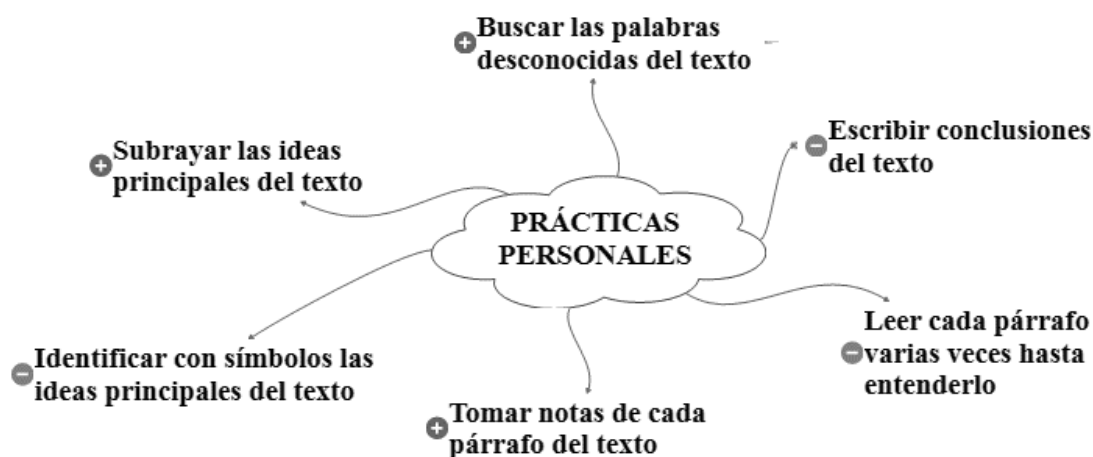 Buscar las palabras
desconocidas del texto
Escribir conclusiones
del texto
Subrayar las ideas
principales del texto
PRÁCTICAS
PERSONALES
Leer cada párrafo
varias veces hasta
entenderlo
Identificar con símbolos las
ideas principales del texto
Tomar notas de cada
párrafo del texto